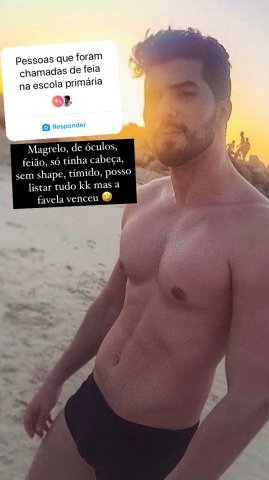 Pessoas que foram
chamadas de feia
na escola primária
Responder
Magrelo, de óculos,
feião, só tinha cabeça,
sem shape, tímido, posso
listar tudo kk mas a
favela venceu 🤣